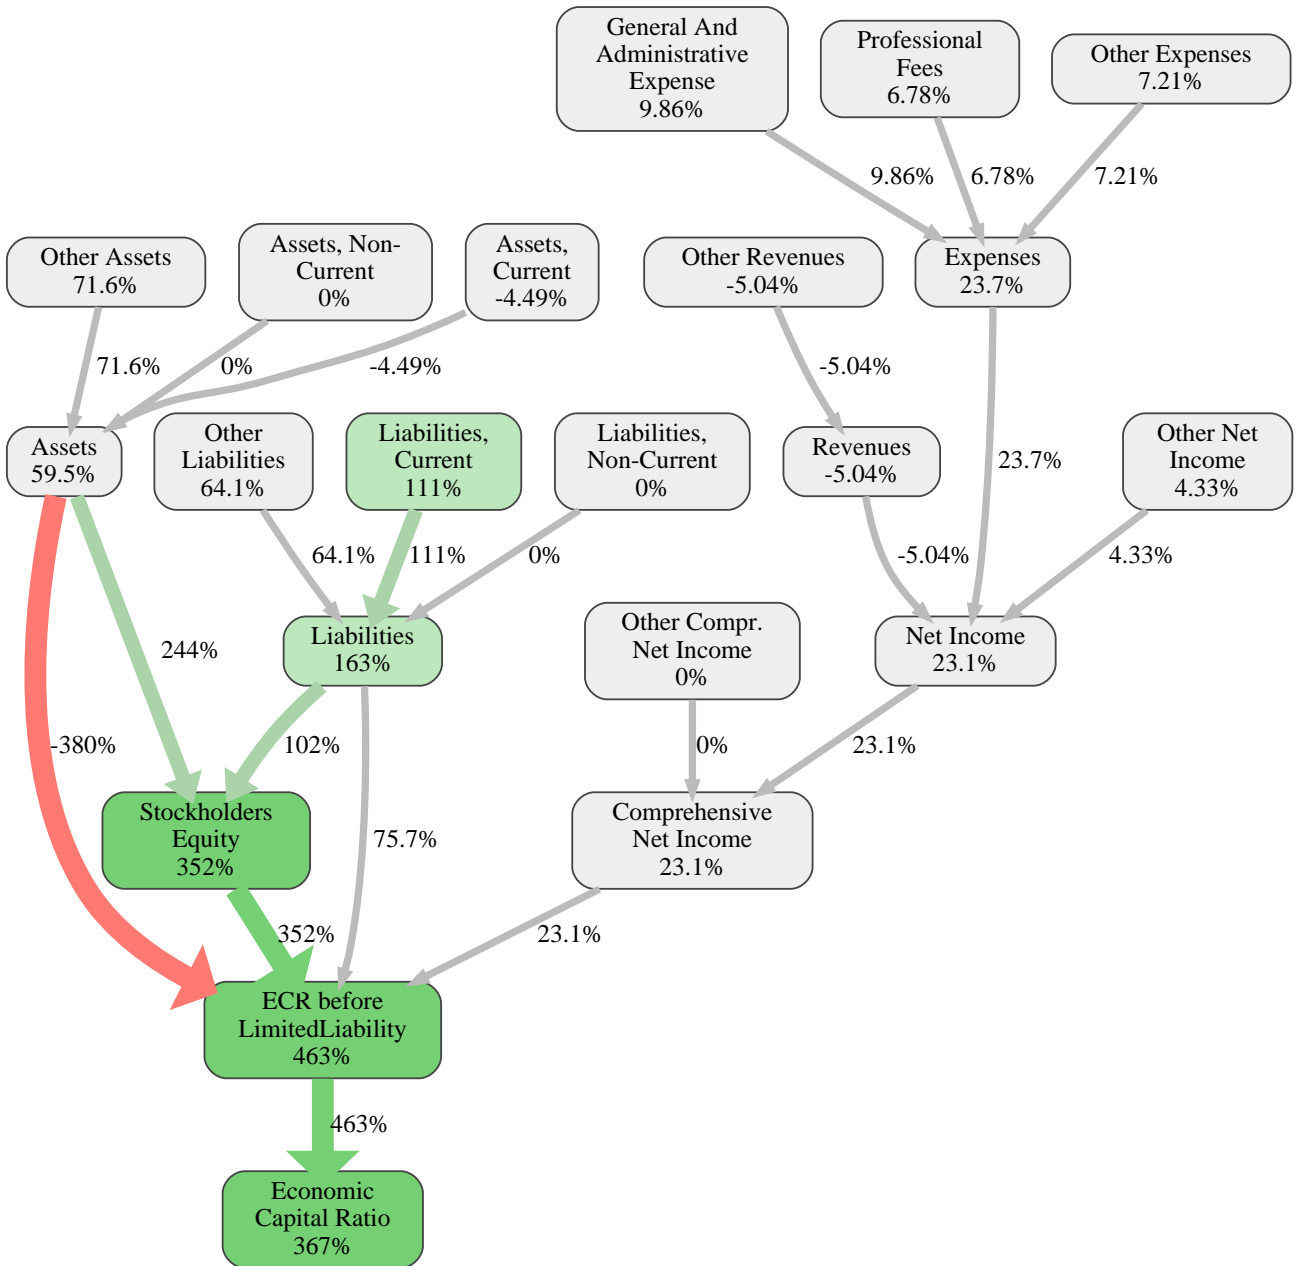 General And
Administrative
Expense
9.86%
Professional
Fees
6.78%
Other Expenses
7.21%
9.86%
6.78%
7.21%
Other Assets
71.6%
Assets, Non-
Current
0%
Assets,
Current
-4.49%
Other Revenues
-5.04%
Expenses
23.7%
71.6%
0%
-4.49%
-5.04%
Assets
59.5%
Other
Liabilities
64.1%
Liabilities,
Current
111%
Liabilities,
Non-Current
0%
Revenues
-5.04%
23.7%
Other Net
Income
4.33%
64.1%
111%
0%
-5.04%
4.33%
244%
Liabilities
163%
Other Compr.
Net Income
0%
Net Income
23.1%
-380%
102%
0%
23.1%
Stockholders
Equity
352%
75.7%
Comprehensive
Net Income
23.1%
352%
23.1%
ECR before
LimitedLiability
463%
463%
Economic
Capital Ratio
367%